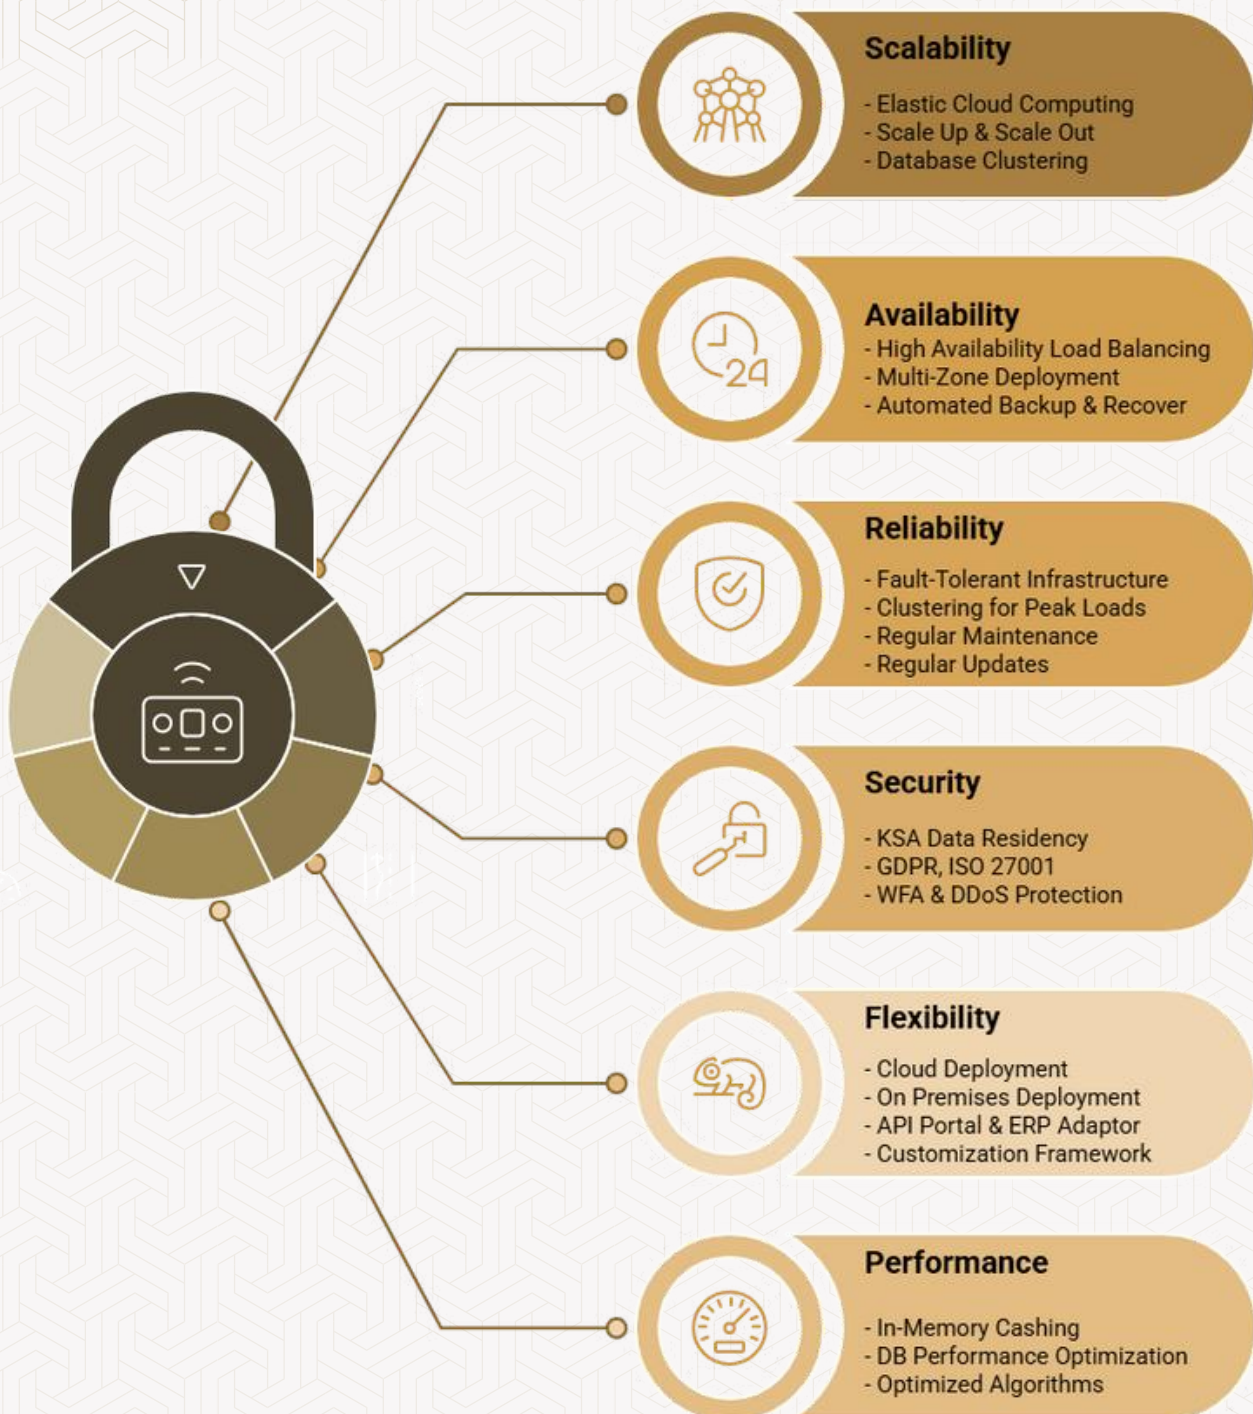 Scalability
- Elastic Cloud Computing
- Scale Up & Scale Out
- Database Clustering
24
Availability
- High Availability Load Balancing
- Multi-Zone Deployment
- Automated Backup & Recover
Reliability
- Fault-Tolerant Infrastructure
- Clustering for Peak Loads
- Regular Maintenance
- Regular Updates
Security
- KSA Data Residency
- GDPR, ISO 27001
- WFA & DDoS Protection
Flexibility
- Cloud Deployment
- On Premises Deployment
- API Portal & ERP Adaptor
- Customization Framework
Performance
- In-Memory Cashing
- DB Performance Optimization
- Optimized Algorithms